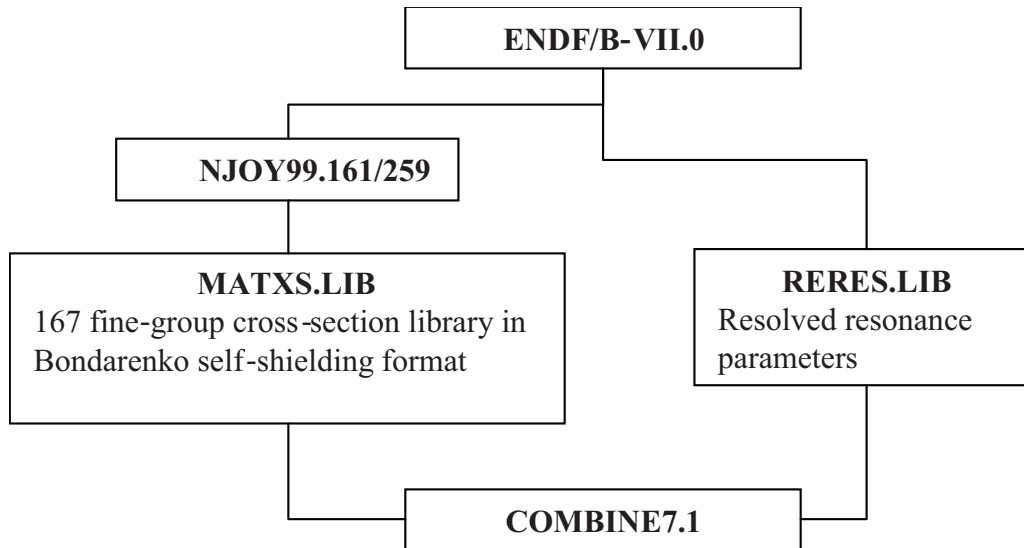 ENDF/B-VII.0
NJOY99.161/259
MATXS.LIB
167 fine-group cross-section library in
Bondarenko self-shielding format
RERES.LIB
Resolved resonance
parameters
COMBINE7.1